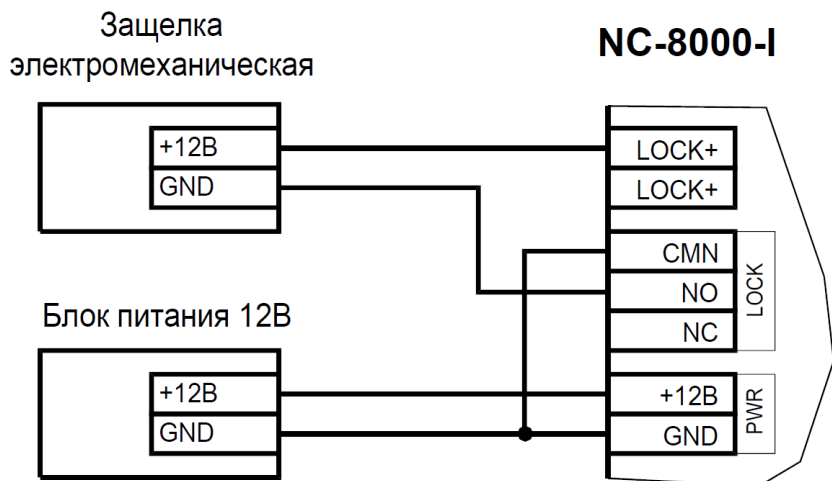 Защелка
электромеханическая
NC-8000-I
+12В
GND
LOCK+
LOCK+
CMN
NO
NC
LOCK
Блок питания 12В
+12В
GND
+12В
GND
PWR